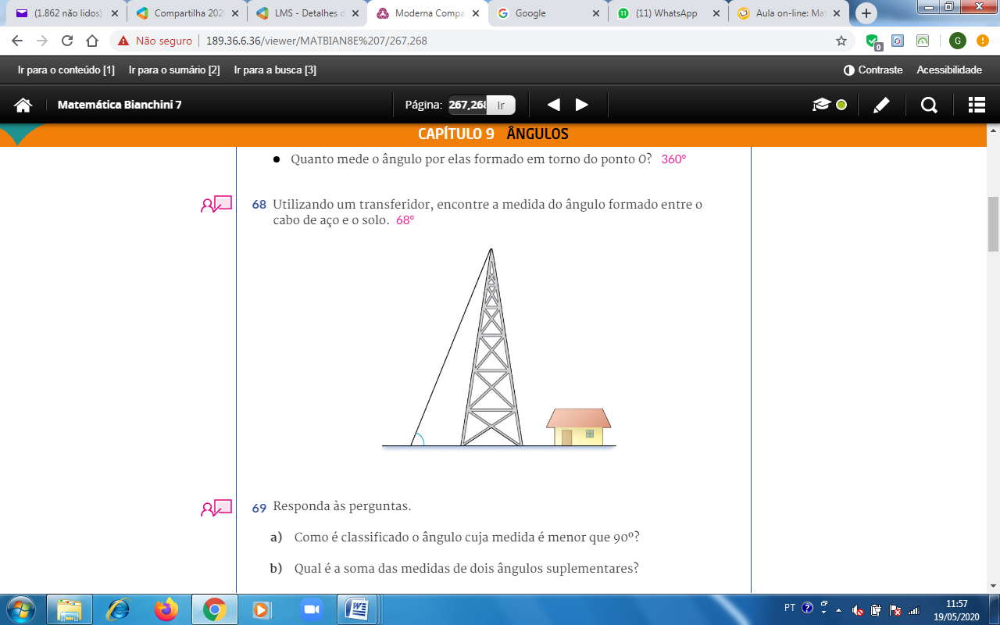 (1.862 não lidos)
Compartilha 202
LMS - Detalhes d
Moderna Compa
Google
(11) WhatsApp
Aula on-line: Ma
Não seguro
189.36.6.36/viewer/MATBIAN8E%207/267,268
G
0
Ir para o conteúdo [1]
Ir para o sumário [2]
Ir para a busca [3]
Contraste
Acessibilidade
Matemática Bianchini 7
Página:
267,268
Ir
CAPÍTULO 9 ÂNGULOS
• Quanto mede o ângulo por elas formado em torno do ponto O? 360°
68 Utilizando um transferidor, encontre a medida do ângulo formado entre o
cabo de aço e o solo. 68°
69 Responda às perguntas.
a) Como é classificado o ângulo cuja medida é menor que 90º?
b) Qual é a soma das medidas de dois ângulos suplementares?
PT
11:57
19/05/2020